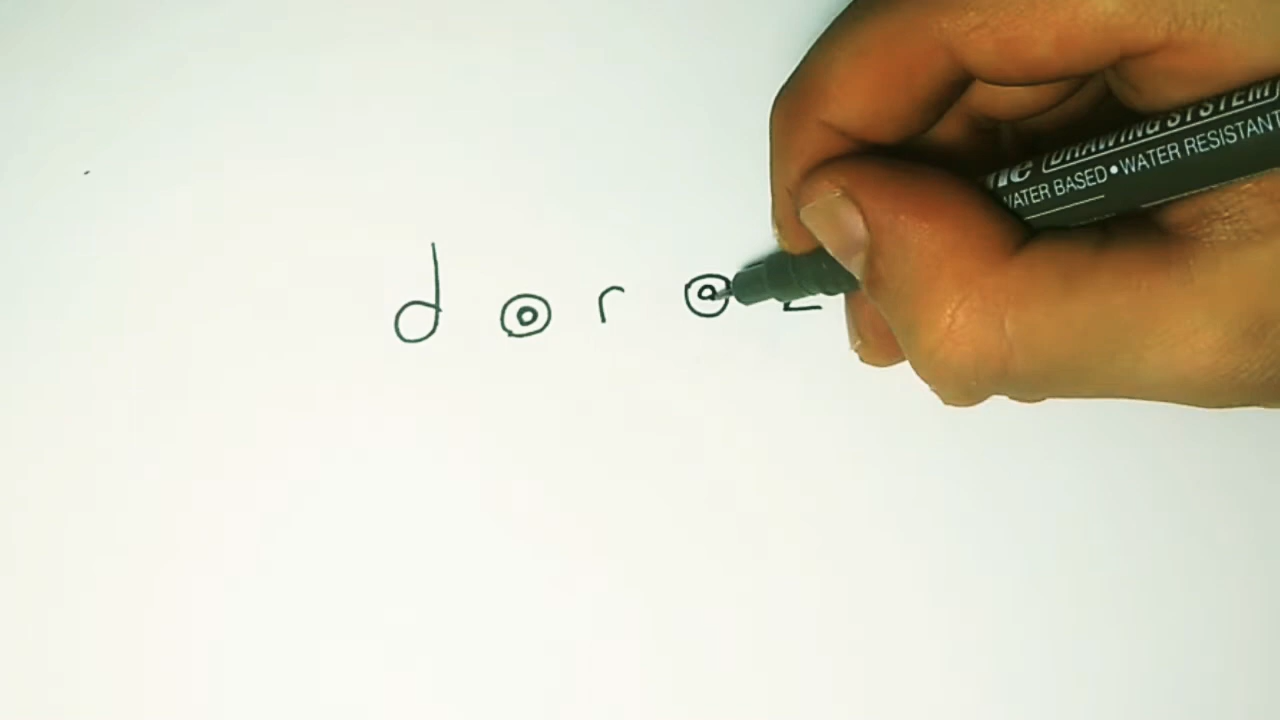 d o r o
DRAWING SYSTEM
WATER BASED•WATER RESISTANT